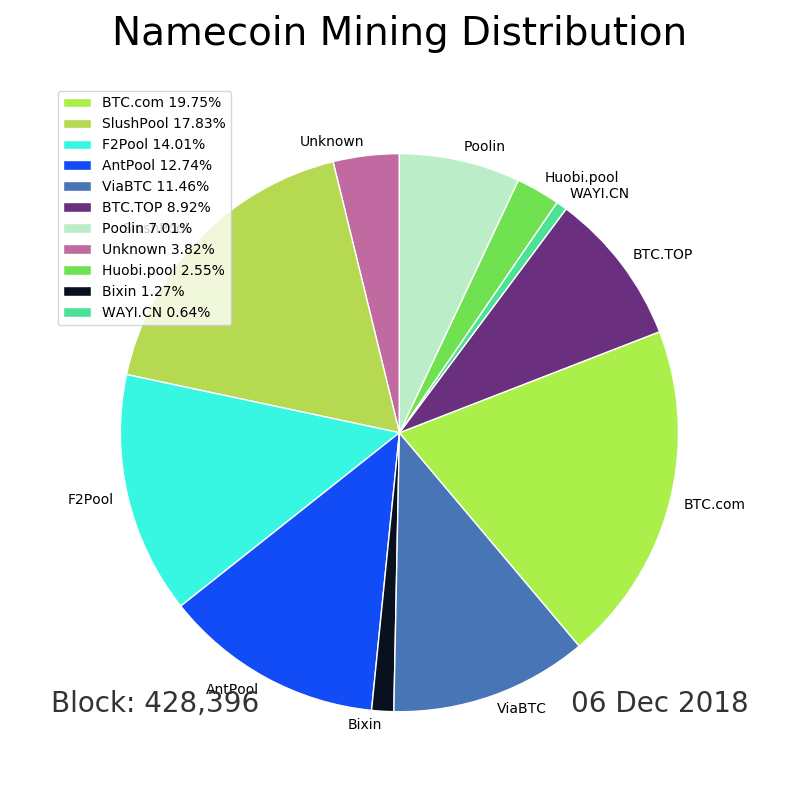 Namecoin Mining Distribution
BTC.com 19.75%
SlushPool 17.83%
F2Pool 14.01%
AntPool 12.74%
ViaBTC 11.46%
BTC.TOP 8.92%
Poolin 7.01%
Unknown 3.82%
Huobi.pool 2.55%
Bixin 1.27%
WAYI.CN 0.64%
Unknown
Poolin
Huobi.pool
WAYI.CN
BTC.TOP
F2Pool
BTC.com
AntPool
Bixin
ViaBTC
Block: 428,396
06 Dec 2018